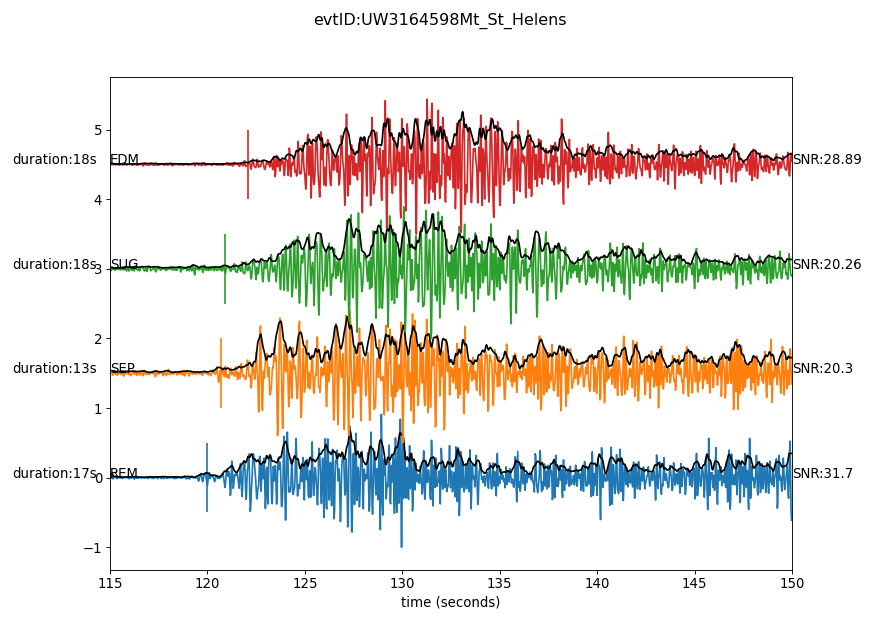 evtID:UW3164598Mt_St_Helens
5
duration:18s EDM SNR:28.89
4
duration:18s 3 SUG SNR:20.26
2
duration:13s SEP SNR:20.3
1
duration:17s 0 REM SNR:31.7
−1
115 120 125 130 135 140 145 150
time (seconds)